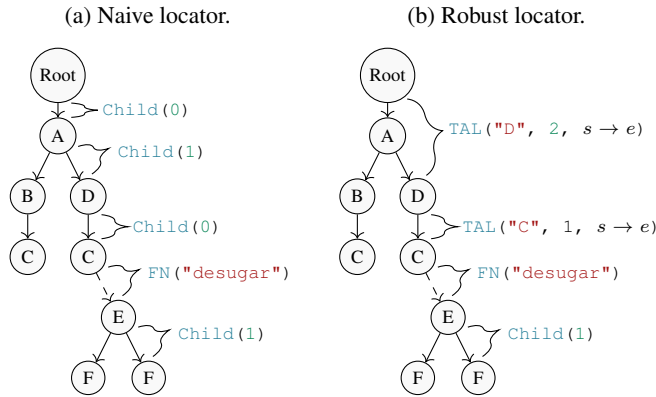 (a) Naive locator.
Root
Child(0)
A
Child(1)
B
D
Child(0)
C
C
FN("desugar")
E
Child(1)
F
F
(b) Robust locator.
Root
A
TAL("D", 2, s → e)
B
D
TAL("C", 1, s → e)
C
C
FN("desugar")
E
Child(1)
F
F